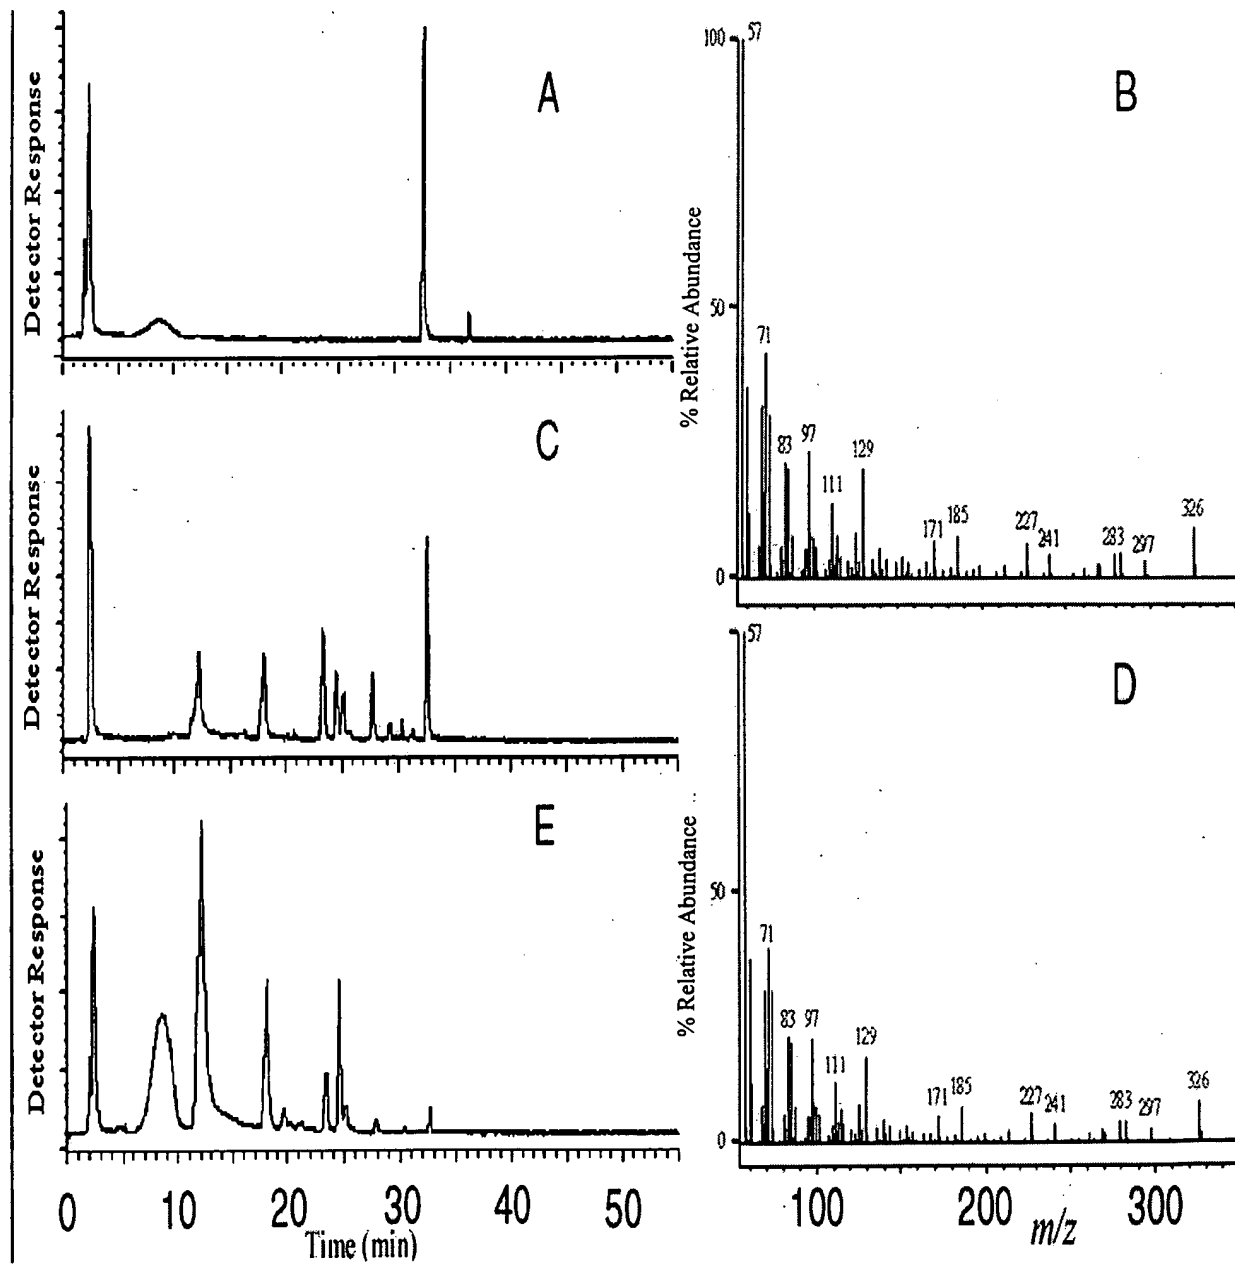 A
Detector Response
C
Detector Response
E
Detector Response
0 10 20 30 40 50
Time (min)
B
% Relative Abundance
100
50
0
57
71
83
97
111
129
171
185
227
241
283
297
326
D
% Relative Abundance
50
0
57
71
83
97
111
129
171
185
227
241
283
297
326
100 200 300
m/z